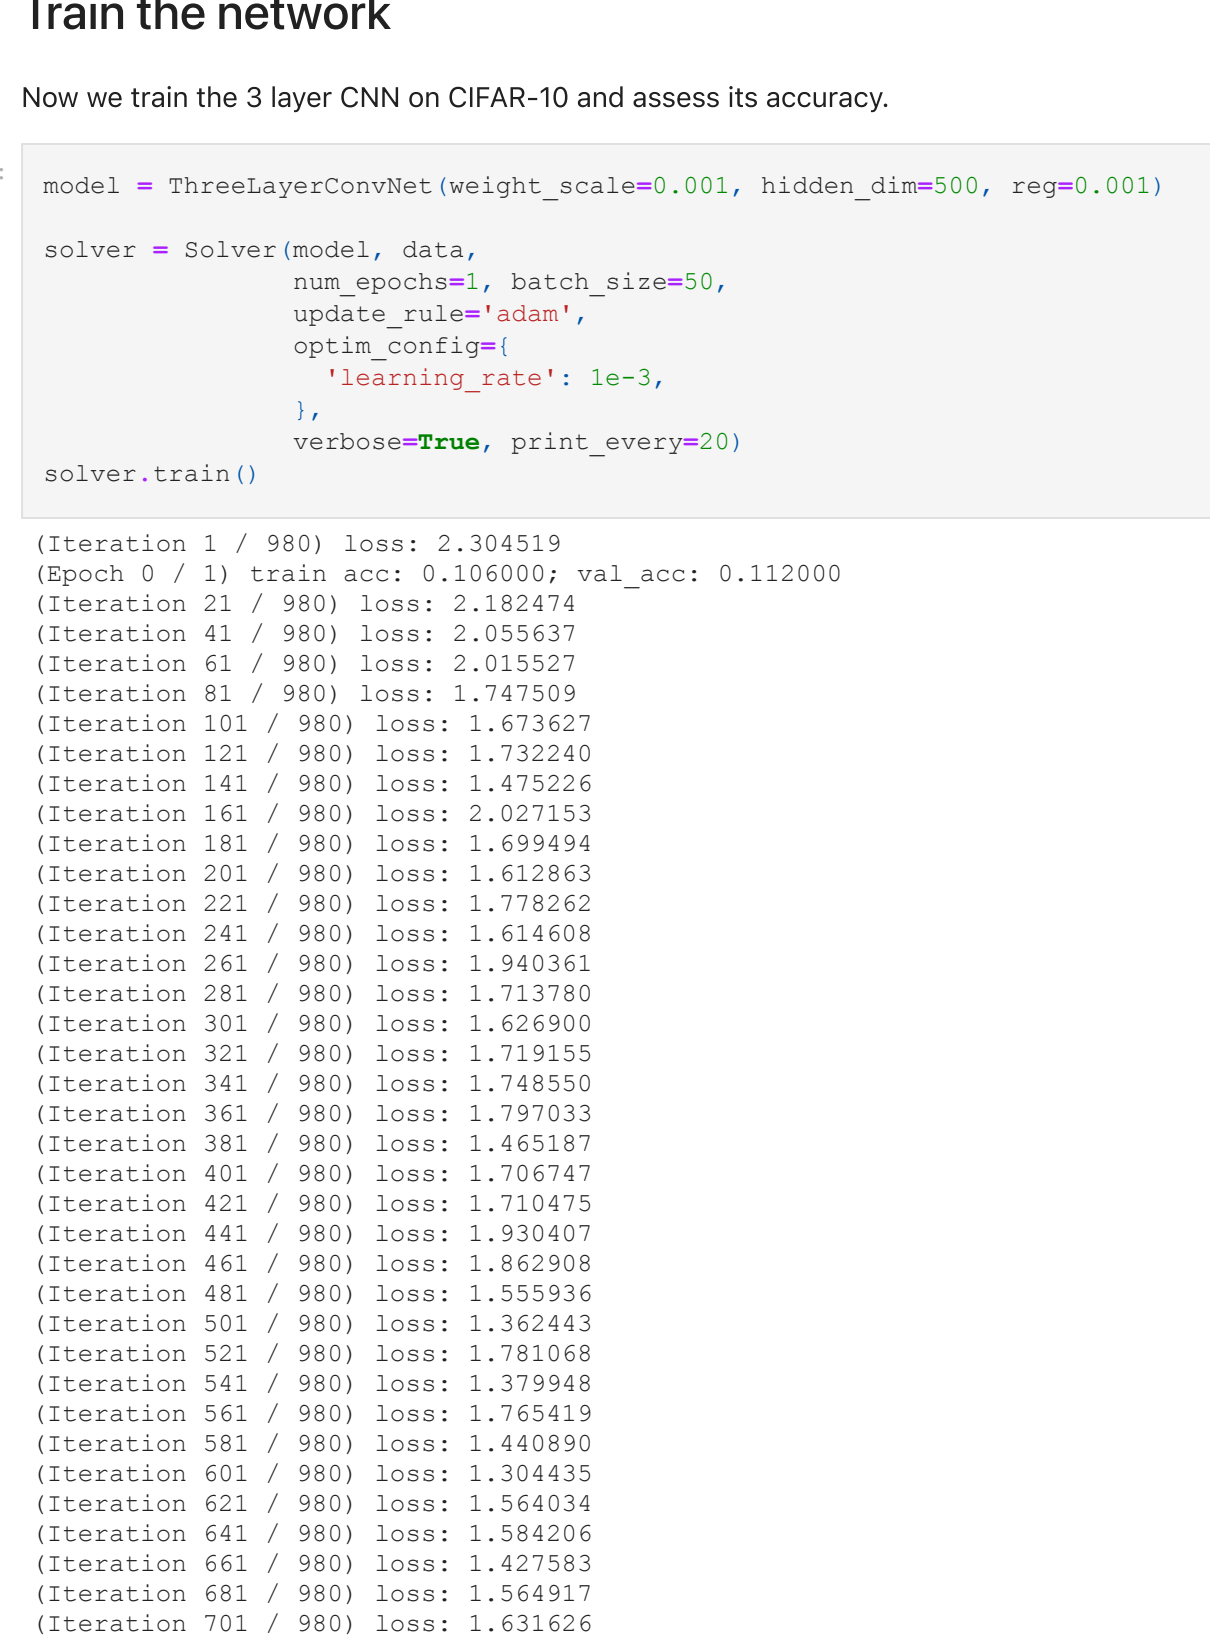 Train the network
Now we train the 3 layer CNN on CIFAR-10 and assess its accuracy.
:
model = ThreeLayerConvNet(weight_scale=0.001, hidden_dim=500, reg=0.001)
solver = Solver(model, data,
num_epochs=1, batch_size=50,
update_rule='adam',
optim_config={
'learning_rate': 1e-3,
},
verbose=True, print_every=20)
solver.train()
(Iteration 1 / 980) loss: 2.304519
(Epoch 0 / 1) train acc: 0.106000; val_acc: 0.112000
(Iteration 21 / 980) loss: 2.182474
(Iteration 41 / 980) loss: 2.055637
(Iteration 61 / 980) loss: 2.015527
(Iteration 81 / 980) loss: 1.747509
(Iteration 101 / 980) loss: 1.673627
(Iteration 121 / 980) loss: 1.732240
(Iteration 141 / 980) loss: 1.475226
(Iteration 161 / 980) loss: 2.027153
(Iteration 181 / 980) loss: 1.699494
(Iteration 201 / 980) loss: 1.612863
(Iteration 221 / 980) loss: 1.778262
(Iteration 241 / 980) loss: 1.614608
(Iteration 261 / 980) loss: 1.940361
(Iteration 281 / 980) loss: 1.713780
(Iteration 301 / 980) loss: 1.626900
(Iteration 321 / 980) loss: 1.719155
(Iteration 341 / 980) loss: 1.748550
(Iteration 361 / 980) loss: 1.797033
(Iteration 381 / 980) loss: 1.465187
(Iteration 401 / 980) loss: 1.706747
(Iteration 421 / 980) loss: 1.710475
(Iteration 441 / 980) loss: 1.930407
(Iteration 461 / 980) loss: 1.862908
(Iteration 481 / 980) loss: 1.555936
(Iteration 501 / 980) loss: 1.362443
(Iteration 521 / 980) loss: 1.781068
(Iteration 541 / 980) loss: 1.379948
(Iteration 561 / 980) loss: 1.765419
(Iteration 581 / 980) loss: 1.440890
(Iteration 601 / 980) loss: 1.304435
(Iteration 621 / 980) loss: 1.564034
(Iteration 641 / 980) loss: 1.584206
(Iteration 661 / 980) loss: 1.427583
(Iteration 681 / 980) loss: 1.564917
(Iteration 701 / 980) loss: 1.631626